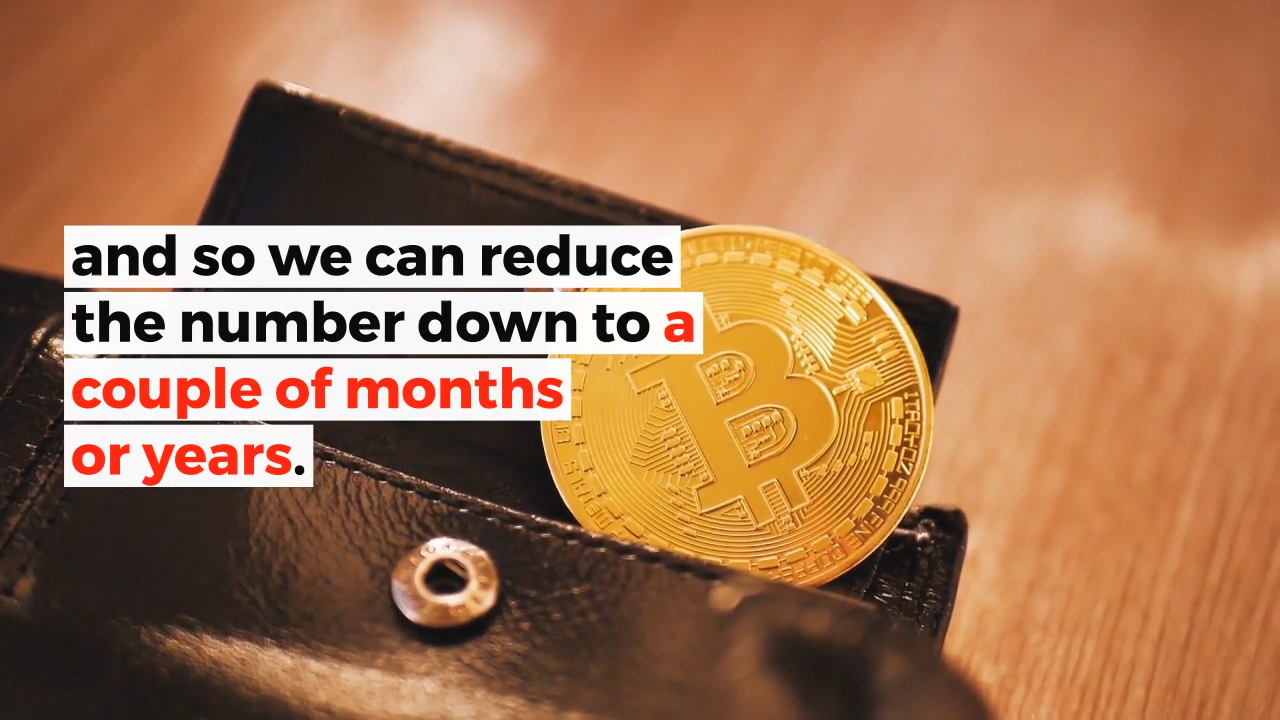 and so we can reduce
the number down to a
couple of months
or years.